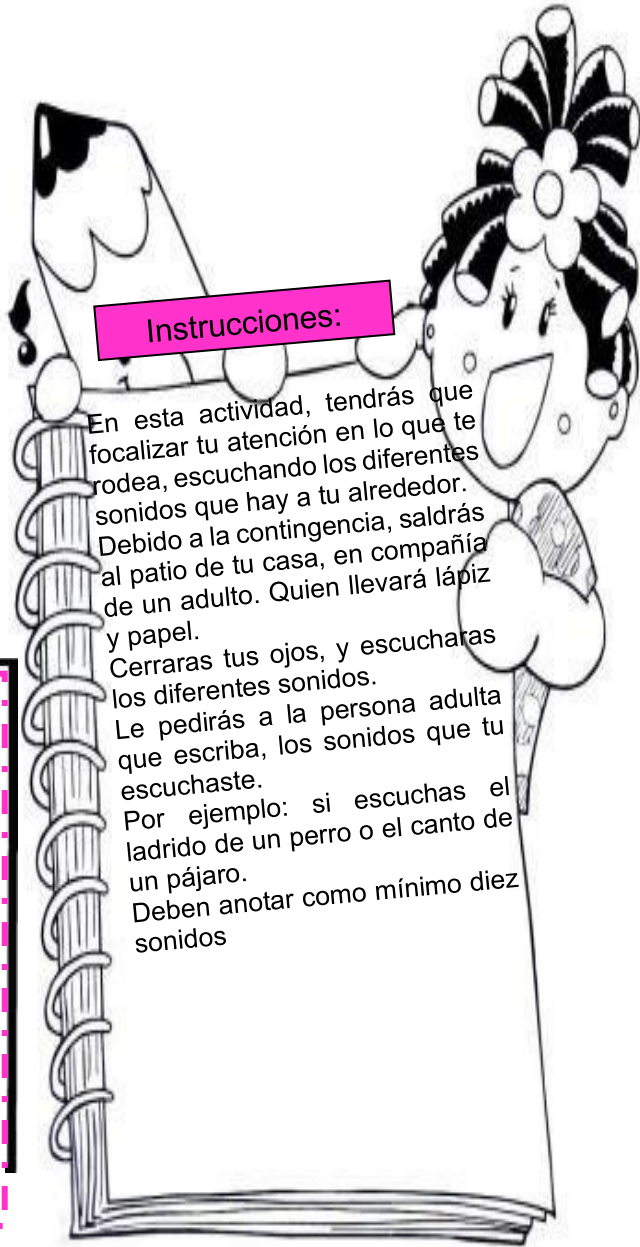 Instrucciones:
En esta actividad, tendrás que
focalizar tu atención en lo que te
rodea, escuchando los diferentes
sonidos que hay a tu alrededor.
Debido a la contingencia, saldrás
al patio de tu casa, en compañía
de un adulto. Quien llevará lápiz
y papel.
Cerraras tus ojos, y escucharas
los diferentes sonidos.
Le pedirás a la persona adulta
que escriba, los sonidos que tu
escuchaste.
Por ejemplo: si escuchas el
ladrido de un perro o el canto de
un pájaro.
Deben anotar como mínimo diez
sonidos